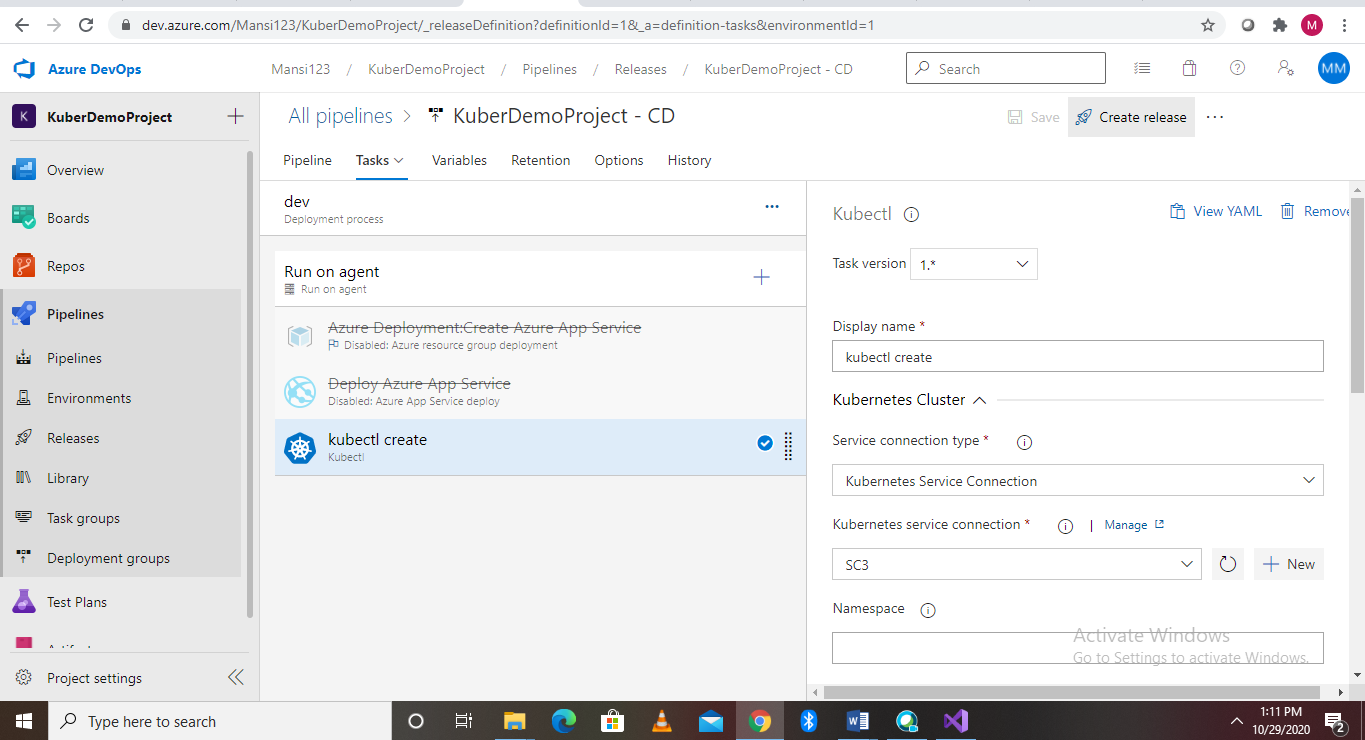 dev.azure.com/Mansi123/KuberDemoProject/_releaseDefinition?definitionId=1&_a=definition-tasks&environmentId=1
M
Azure DevOps
Mansi123 / KuberDemoProject / Pipelines / Releases / KuberDemoProject - CD
Search
MM
K
KuberDemoProject
Overview
Boards
Repos
Pipelines
Pipelines
Environments
Releases
Library
Task groups
Deployment groups
Test Plans
Project settings
All pipelines > KuberDemoProject - CD
Save
Create release
Pipeline
Tasks
Variables
Retention
Options
History
dev
Deployment process
Run on agent
Run on agent
Azure Deployment:Create Azure App Service
Disabled: Azure resource group deployment
Deploy Azure App Service
Disabled: Azure App Service deploy
kubectl create
Kubectl
Kubectl
View YAML
Remove
Task version
1.*
Display name *
kubectl create
Kubernetes Cluster
Service connection type *
Kubernetes Service Connection
Kubernetes service connection *
| Manage
SC3
New
Namespace
Activate Windows
Go to Settings to activate Windows.
Type here to search
1:11 PM
10/29/2020
2